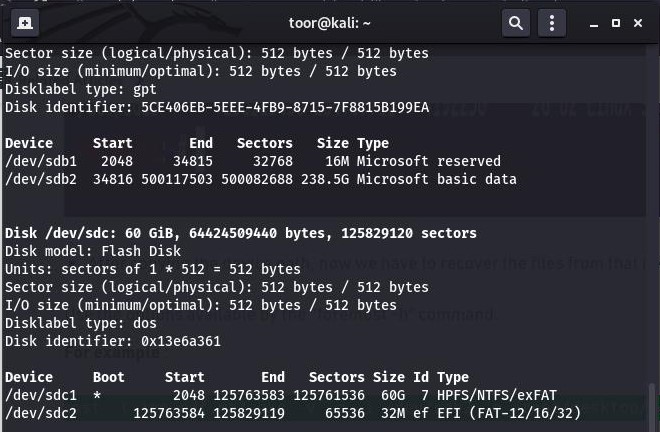 toor@kali: ~
Sector size (logical/physical): 512 bytes / 512 bytes
I/O size (minimum/optimal): 512 bytes / 512 bytes
Disklabel type: gpt
Disk identifier: 5CE406EB-5EEE-4FB9-8715-7F8815B199EA
Device Start End Sectors Size Type
/dev/sdb1 2048 34815 32768 16M Microsoft reserved
/dev/sdb2 34816 500117503 500082688 238.5G Microsoft basic data
Disk /dev/sdc: 60 GiB, 64424509440 bytes, 125829120 sectors
Disk model: Flash Disk
Units: sectors of 1 * 512 = 512 bytes
Sector size (logical/physical): 512 bytes / 512 bytes
I/O size (minimum/optimal): 512 bytes / 512 bytes
Disklabel type: dos
Disk identifier: 0x13e6a361
Device Boot Start End Sectors Size Id Type
/dev/sdc1 * 2048 125763583 125761536 60G 7 HPFS/NTFS/exFAT
/dev/sdc2 125763584 125829119 65536 32M ef EFI (FAT-12/16/32)